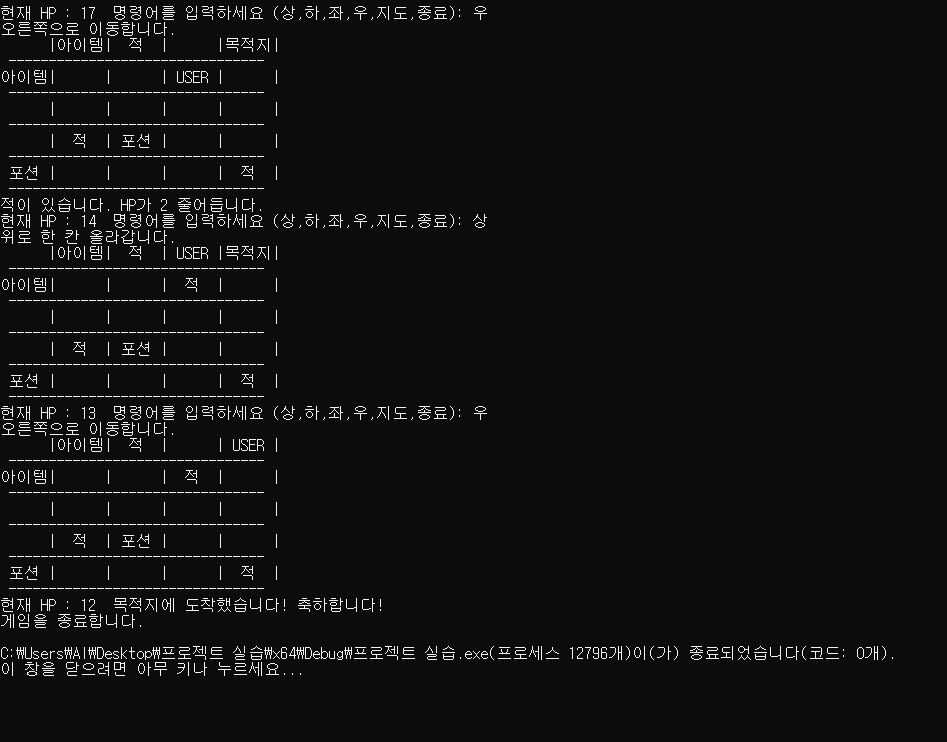 현재 HP : 17  명령어를 입력하세요 (상,하,좌,우,지도,종료): 우
오른쪽으로 이동합니다.
      |아이템|  적  |      |목적지|
 --------------------------------
아이템|      |      | USER |      |
 --------------------------------
      |      |      |      |      |
 --------------------------------
      |  적  | 포션 |      |      |
 --------------------------------
 포션 |      |      |      |  적  |
 --------------------------------
적이 있습니다. HP가 2 줄어듭니다.
현재 HP : 14  명령어를 입력하세요 (상,하,좌,우,지도,종료): 상
위로 한 칸 올라갑니다.
      |아이템|  적  | USER |목적지|
 --------------------------------
아이템|      |      |  적  |      |
 --------------------------------
      |      |      |      |      |
 --------------------------------
      |  적  | 포션 |      |      |
 --------------------------------
 포션 |      |      |      |  적  |
 --------------------------------
현재 HP : 13  명령어를 입력하세요 (상,하,좌,우,지도,종료): 우
오른쪽으로 이동합니다.
      |아이템|  적  |      | USER |
 --------------------------------
아이템|      |      |  적  |      |
 --------------------------------
      |      |      |      |      |
 --------------------------------
      |  적  | 포션 |      |      |
 --------------------------------
 포션 |      |      |      |  적  |
 --------------------------------
현재 HP : 12  목적지에 도착했습니다! 축하합니다!
게임을 종료합니다.
C:₩Users₩AI₩Desktop₩프로젝트 실습₩x64₩Debug₩프로젝트 실습.exe(프로세스 12796개)이(가) 종료되었습니다(코드: 0개).
이 창을 닫으려면 아무 키나 누르세요...